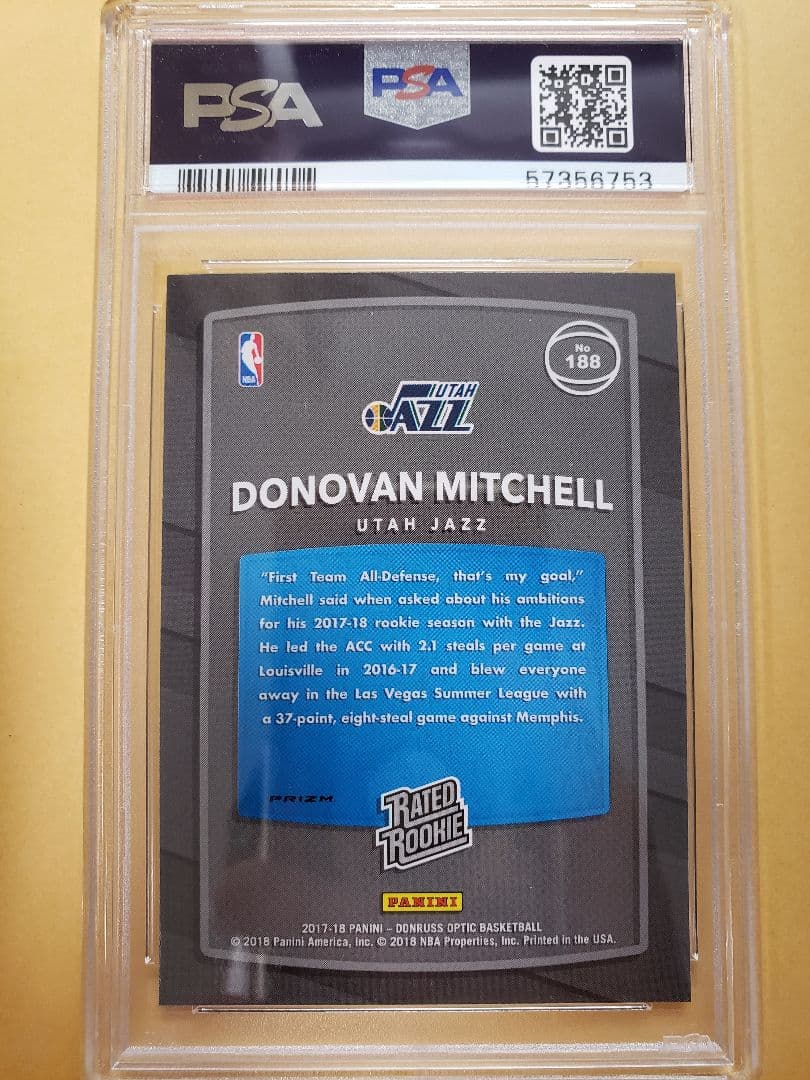 PSA PSA
57356753
NBA
No
188
UTAH
JAZZ
DONOVAN MITCHELL
UTAH JAZZ
"First Team All-Defense, that's my goal,"
Mitchell said when asked about his ambitions
for his 2017-18 rookie season with the Jazz.
He led the ACC with 2.1 steals per game at
Louisville in 2016-17 and blew everyone
away in the Las Vegas Summer League with
a 37-point, eight-steal game against Memphis.
PRIZM
RATED
ROOKIE
PANINI
2017-18 PANINI - DONRUSS OPTIC BASKETBALL
© 2018 Panini America, Inc. © 2018 NBA Properties, Inc. Printed in the USA.